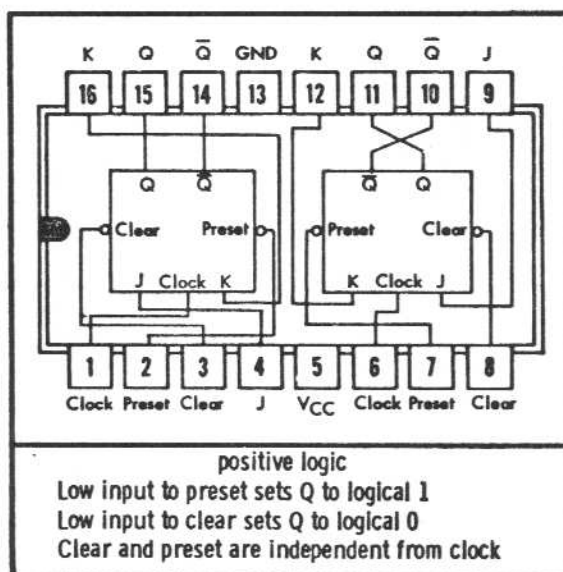 K Q Q̅ GND K Q Q̅ J
16 15 14 13 12 11 10 9
Q Q̅ Q̅ Q
Clear Preset Preset Clear
J Clock K K Clock J
1 2 3 4 5 6 7 8
Clock Preset Clear J VCC Clock Preset Clear
positive logic
Low input to preset sets Q to logical 1
Low input to clear sets Q to logical 0
Clear and preset are independent from clock